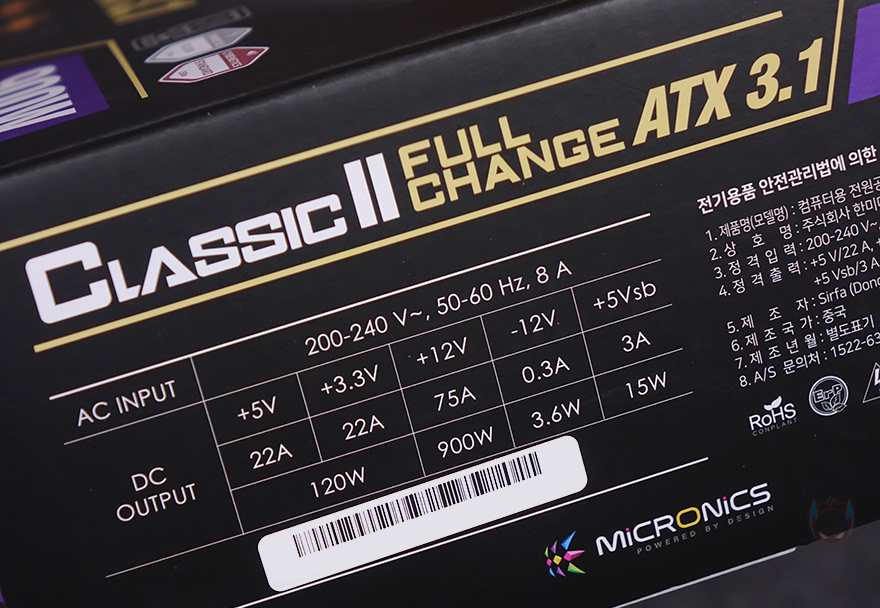 CLASSIC II FULL CHANGE ATX 3.1
AC INPUT
200-240 V~, 50-60 Hz, 8 A
DC OUTPUT
+5V +3.3V +12V -12V +5Vsb
22A 22A 75A 0.3A 3A
120W 900W 3.6W 15W
전기용품 안전관리법에 의한
1. 제품명(모델명) : 컴퓨터용
2. 상 호 명 : 주식회사 한미마
3. 정 격 입 력 : 200-240 V~,
4. 정 격 출 력 : +5 V/22 A,
+5 Vsb/3 A
5. 제 조 자 : Sirfa (Dong
6. 제 조 국 가 : 중국
7. 제 조 년 월 : 별도표기
8. A/S 문의처 : 1522-63
RoHS
COMPLIANT
ErP
MiCRONiCS
POWERED BY DESIGN